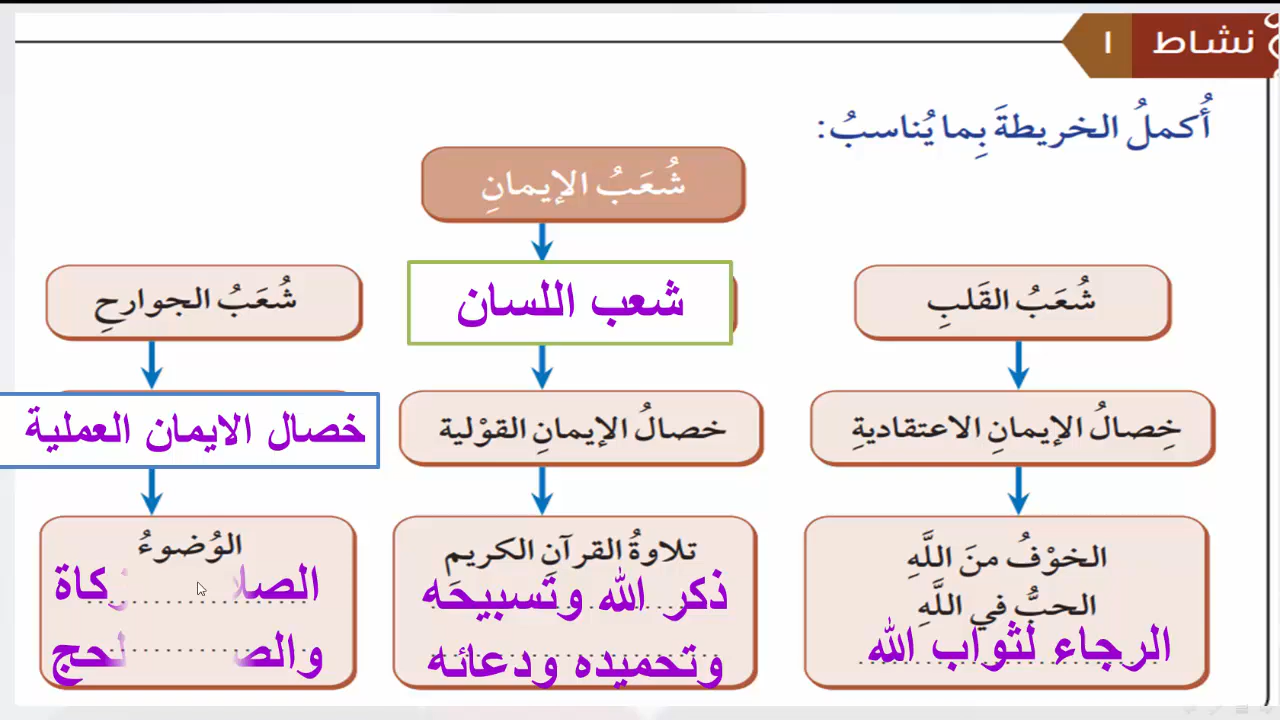 نشاط ١
أُكملُ الخريطةَ بِما يُناسبُ:
شُعَبُ الإيمانِ
شُعَبُ القَلبِ
شعب اللسان
شُعَبُ الجوارحِ
خِصالُ الإيمانِ الاعتقاديةِ
خصالُ الإيمانِ القوْلية
خصال الايمان العملية
الخوْفُ منَ اللَّهِ
الحبُّ في اللَّهِ
الرجاء لثواب الله
تلاوةُ القرآنِ الكريم
ذكر الله وتسبيحه
وتحميده ودعائه
الوُضوءُ